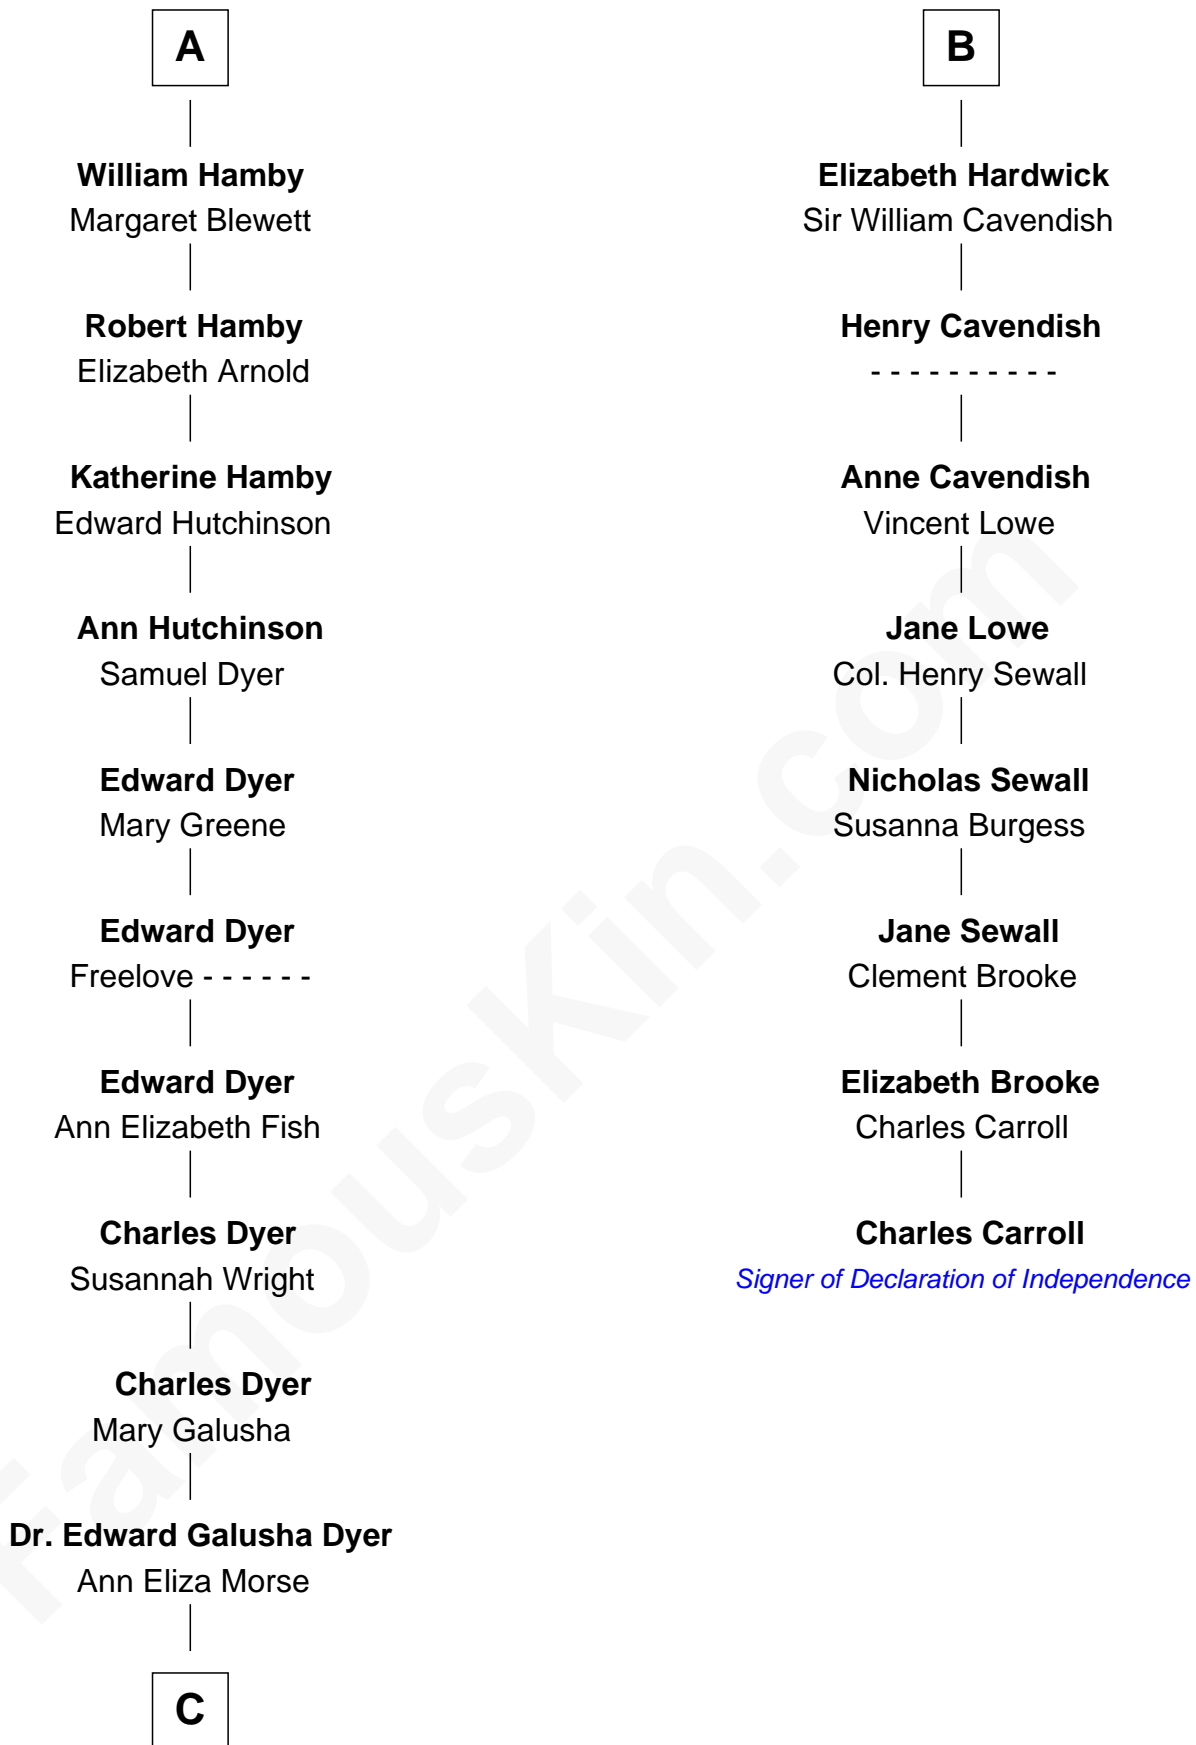 A
William Hamby
Margaret Blewett
Robert Hamby
Elizabeth Arnold
Katherine Hamby
Edward Hutchinson
Ann Hutchinson
Samuel Dyer
Edward Dyer
Mary Greene
Edward Dyer
Freelove - - - - - -
Edward Dyer
Ann Elizabeth Fish
Charles Dyer
Susannah Wright
Charles Dyer
Mary Galusha
Dr. Edward Galusha Dyer
Ann Eliza Morse
C
B
Elizabeth Hardwick
Sir William Cavendish
Henry Cavendish
- - - - - - - - - -
Anne Cavendish
Vincent Lowe
Jane Lowe
Col. Henry Sewall
Nicholas Sewall
Susanna Burgess
Jane Sewall
Clement Brooke
Elizabeth Brooke
Charles Carroll
Charles Carroll
Signer of Declaration of Independence
FamousKin.com